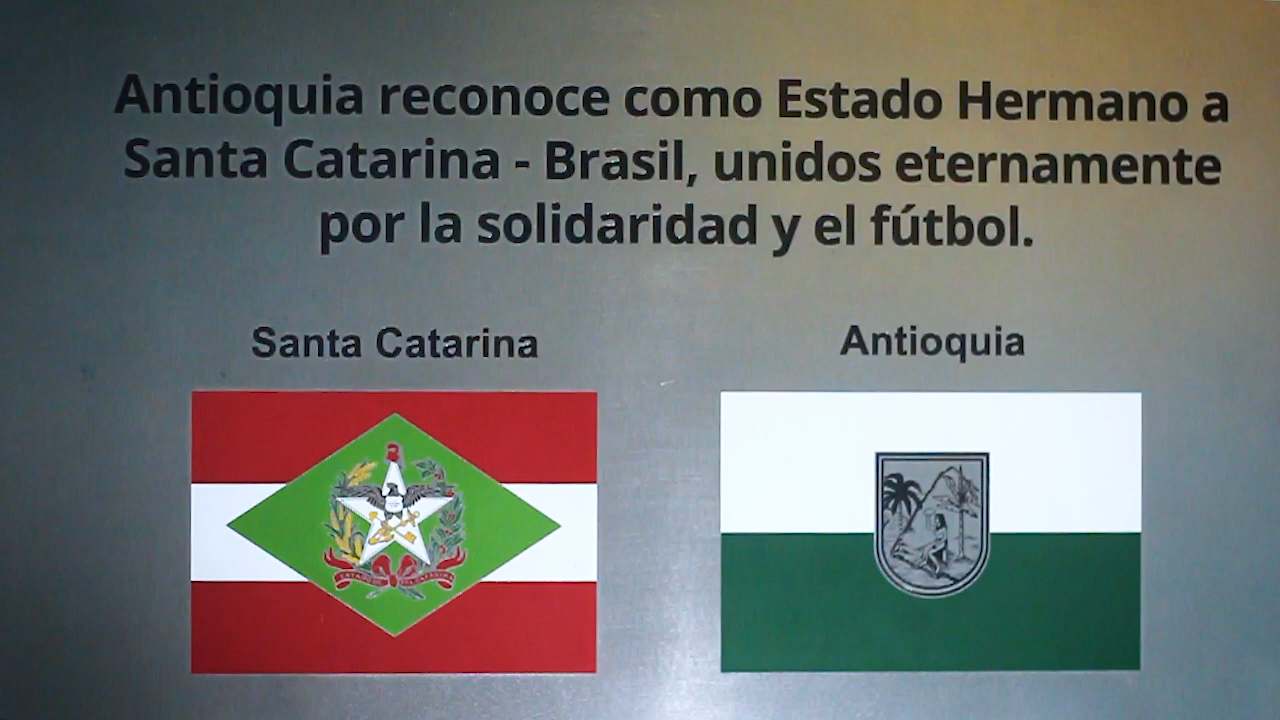 Antioquia reconoce como Estado Hermano a
Santa Catarina - Brasil, unidos eternamente
por la solidaridad y el fútbol.
Santa Catarina
Antioquia